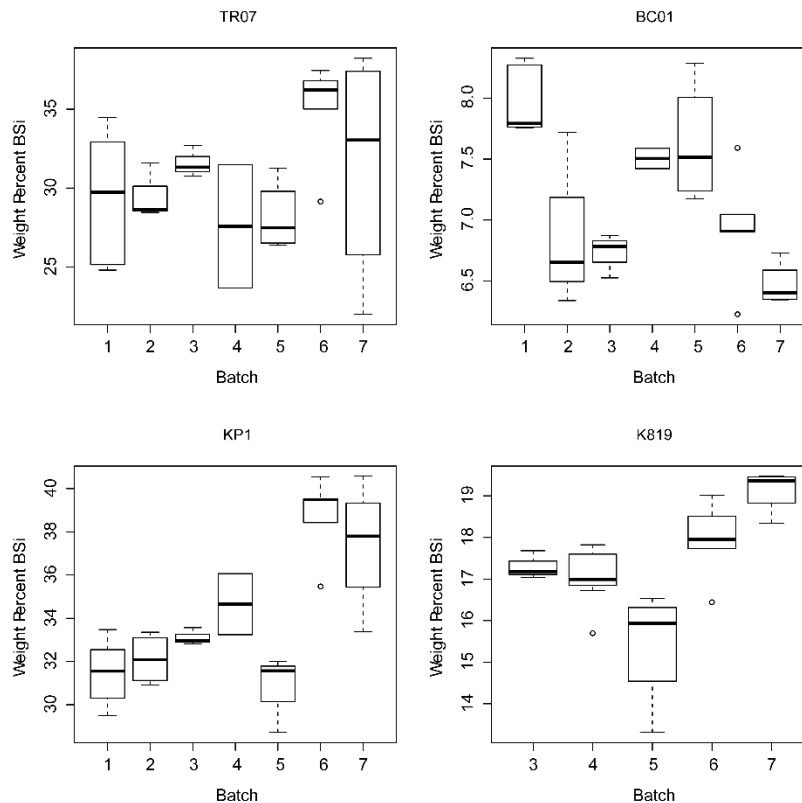 TR07
Weight Percent BSi
35
30
25
1 2 3 4 5 6 7
Batch
BC01
Weight Percent BSi
8.0
7.5
7.0
6.5
1 2 3 4 5 6 7
Batch
KP1
Weight Percent BSi
40
38
36
34
32
30
1 2 3 4 5 6 7
Batch
K819
Weight Percent BSi
19
18
17
16
15
14
3 4 5 6 7
Batch